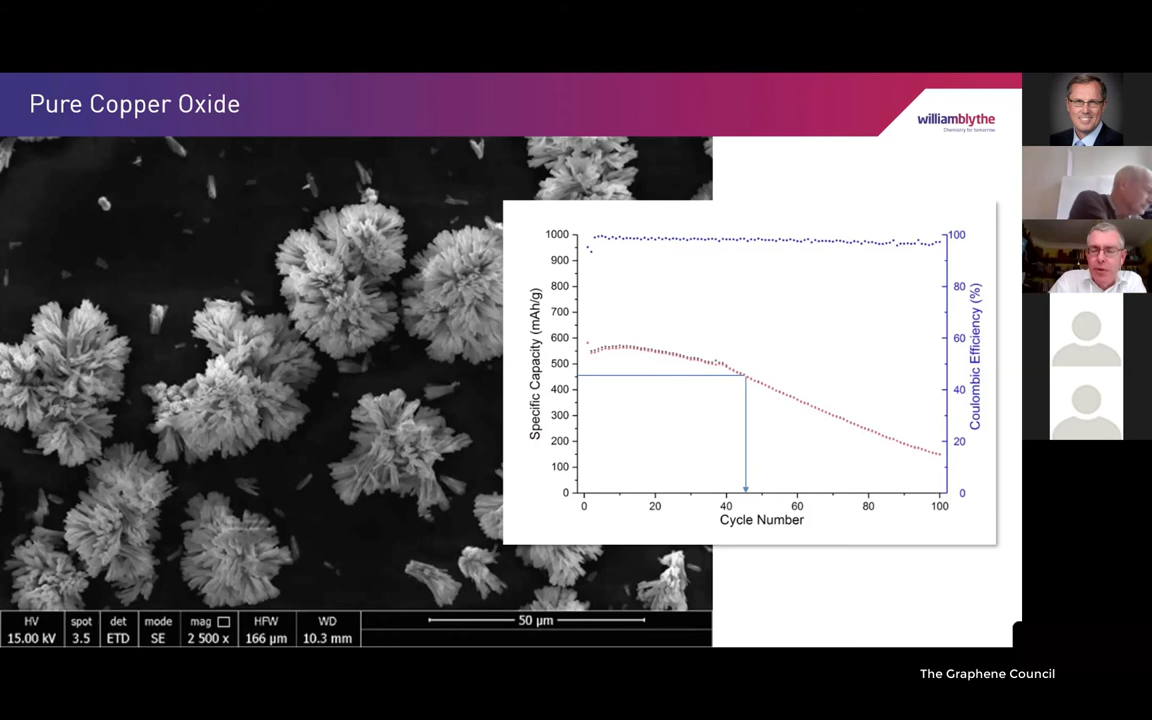 Pure Copper Oxide
williamblythe
Chemistry for tomorrow
1000
900
800
700
600
500
400
300
200
100
0
Specific Capacity (mAh/g)
100
80
60
40
20
0
Coulombic Efficiency (%)
0 20 40 60 80 100
Cycle Number
HV spot det mode mag HFW WD
15.00 kV 3.5 ETD SE 2 500 x 166 µm 10.3 mm
50 µm
The Graphene Council